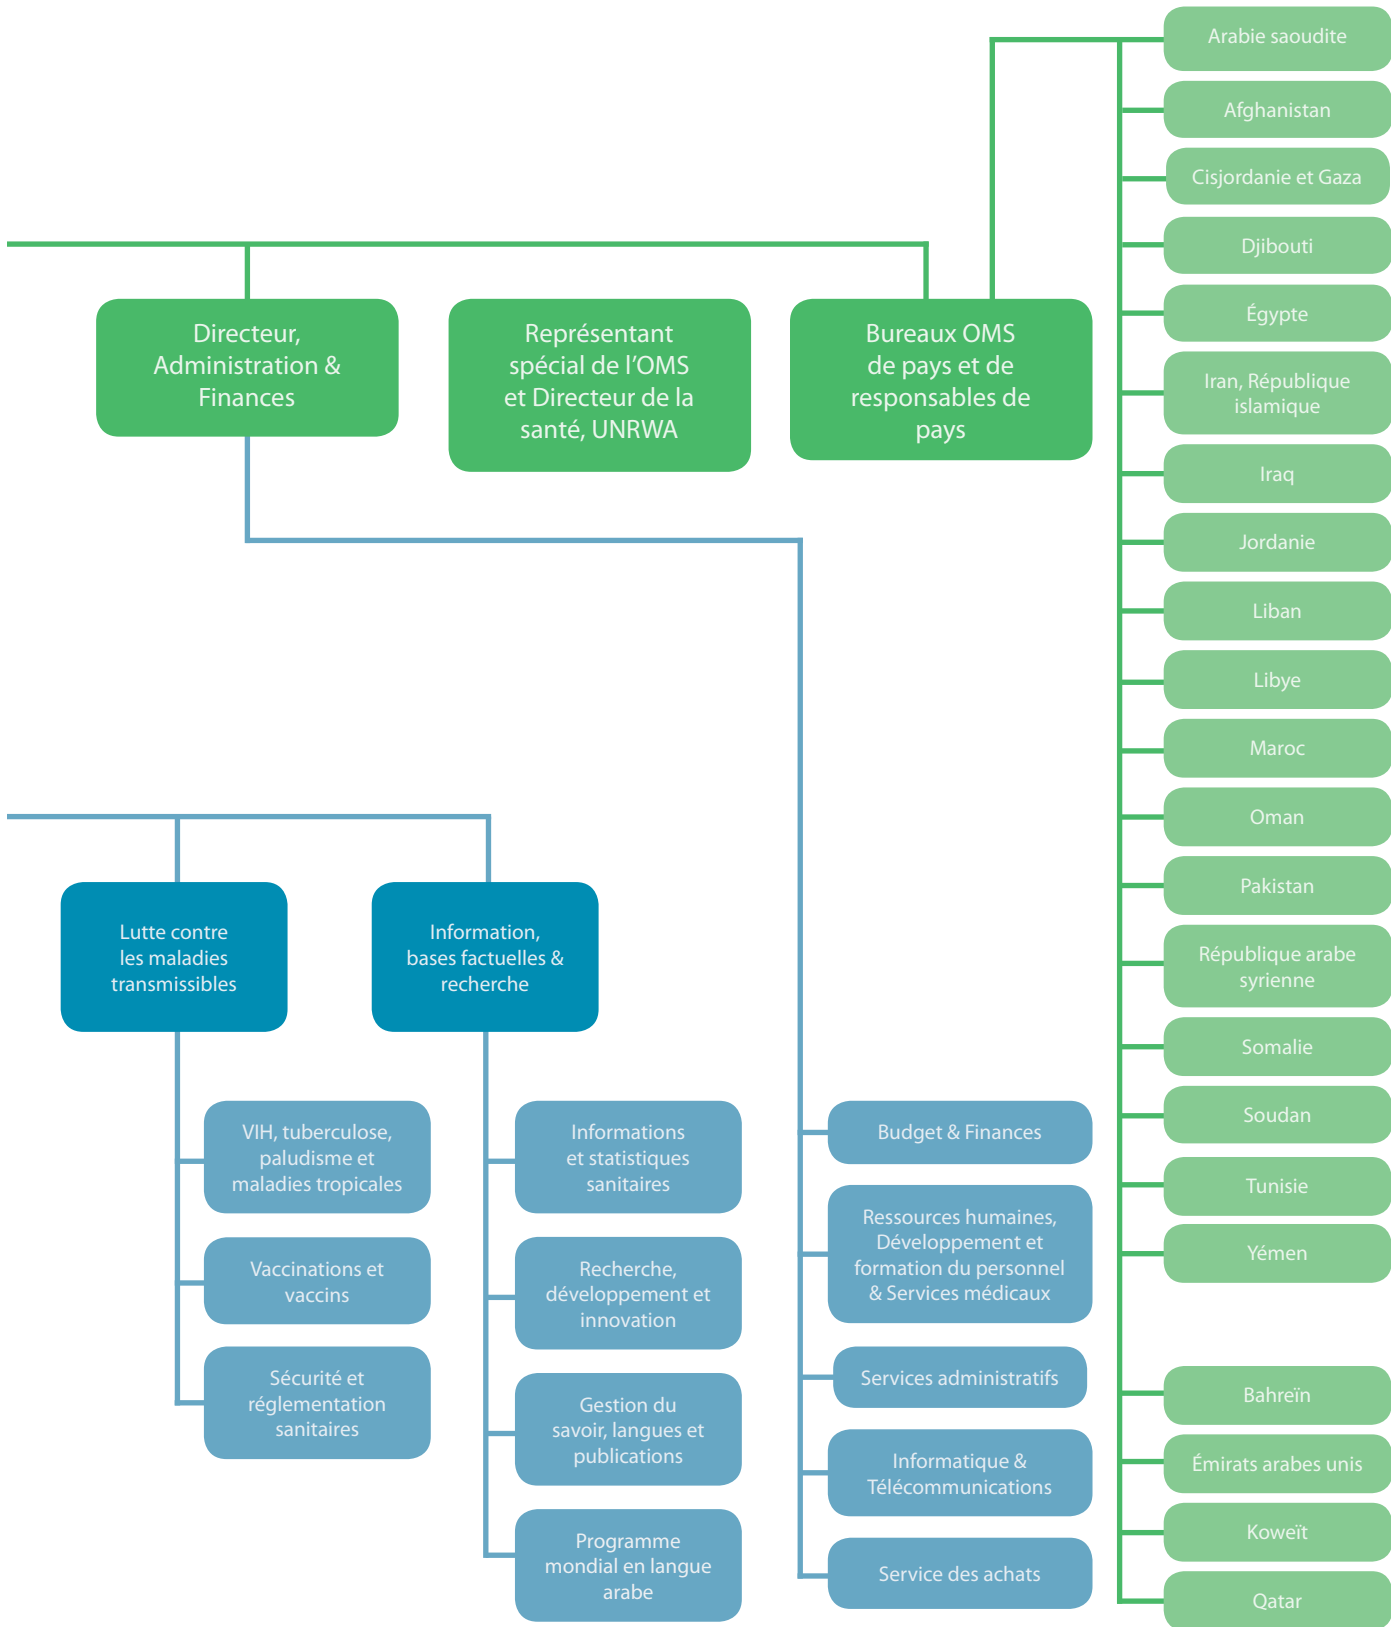 Directeur,
Administration &
Finances
Représentant
spécial de l'OMS
et Directeur de la
santé, UNRWA
Bureaux OMS
de pays et de
responsables de
pays
Arabie saoudite
Afghanistan
Cisjordanie et Gaza
Djibouti
Égypte
Iran, République
islamique
Iraq
Jordanie
Liban
Libye
Maroc
Oman
Pakistan
République arabe
syrienne
Somalie
Soudan
Tunisie
Yémen
Bahreïn
Émirats arabes unis
Koweït
Qatar
Lutte contre
les maladies
transmissibles
VIH, tuberculose,
paludisme et
maladies tropicales
Vaccinations et
vaccins
Sécurité et
réglementation
sanitaires
Information,
bases factuelles &
recherche
Informations
et statistiques
sanitaires
Recherche,
développement et
innovation
Gestion du
savoir, langues et
publications
Programme
mondial en langue
arabe
Budget & Finances
Ressources humaines,
Développement et
formation du personnel
& Services médicaux
Services administratifs
Informatique &
Télécommunications
Service des achats